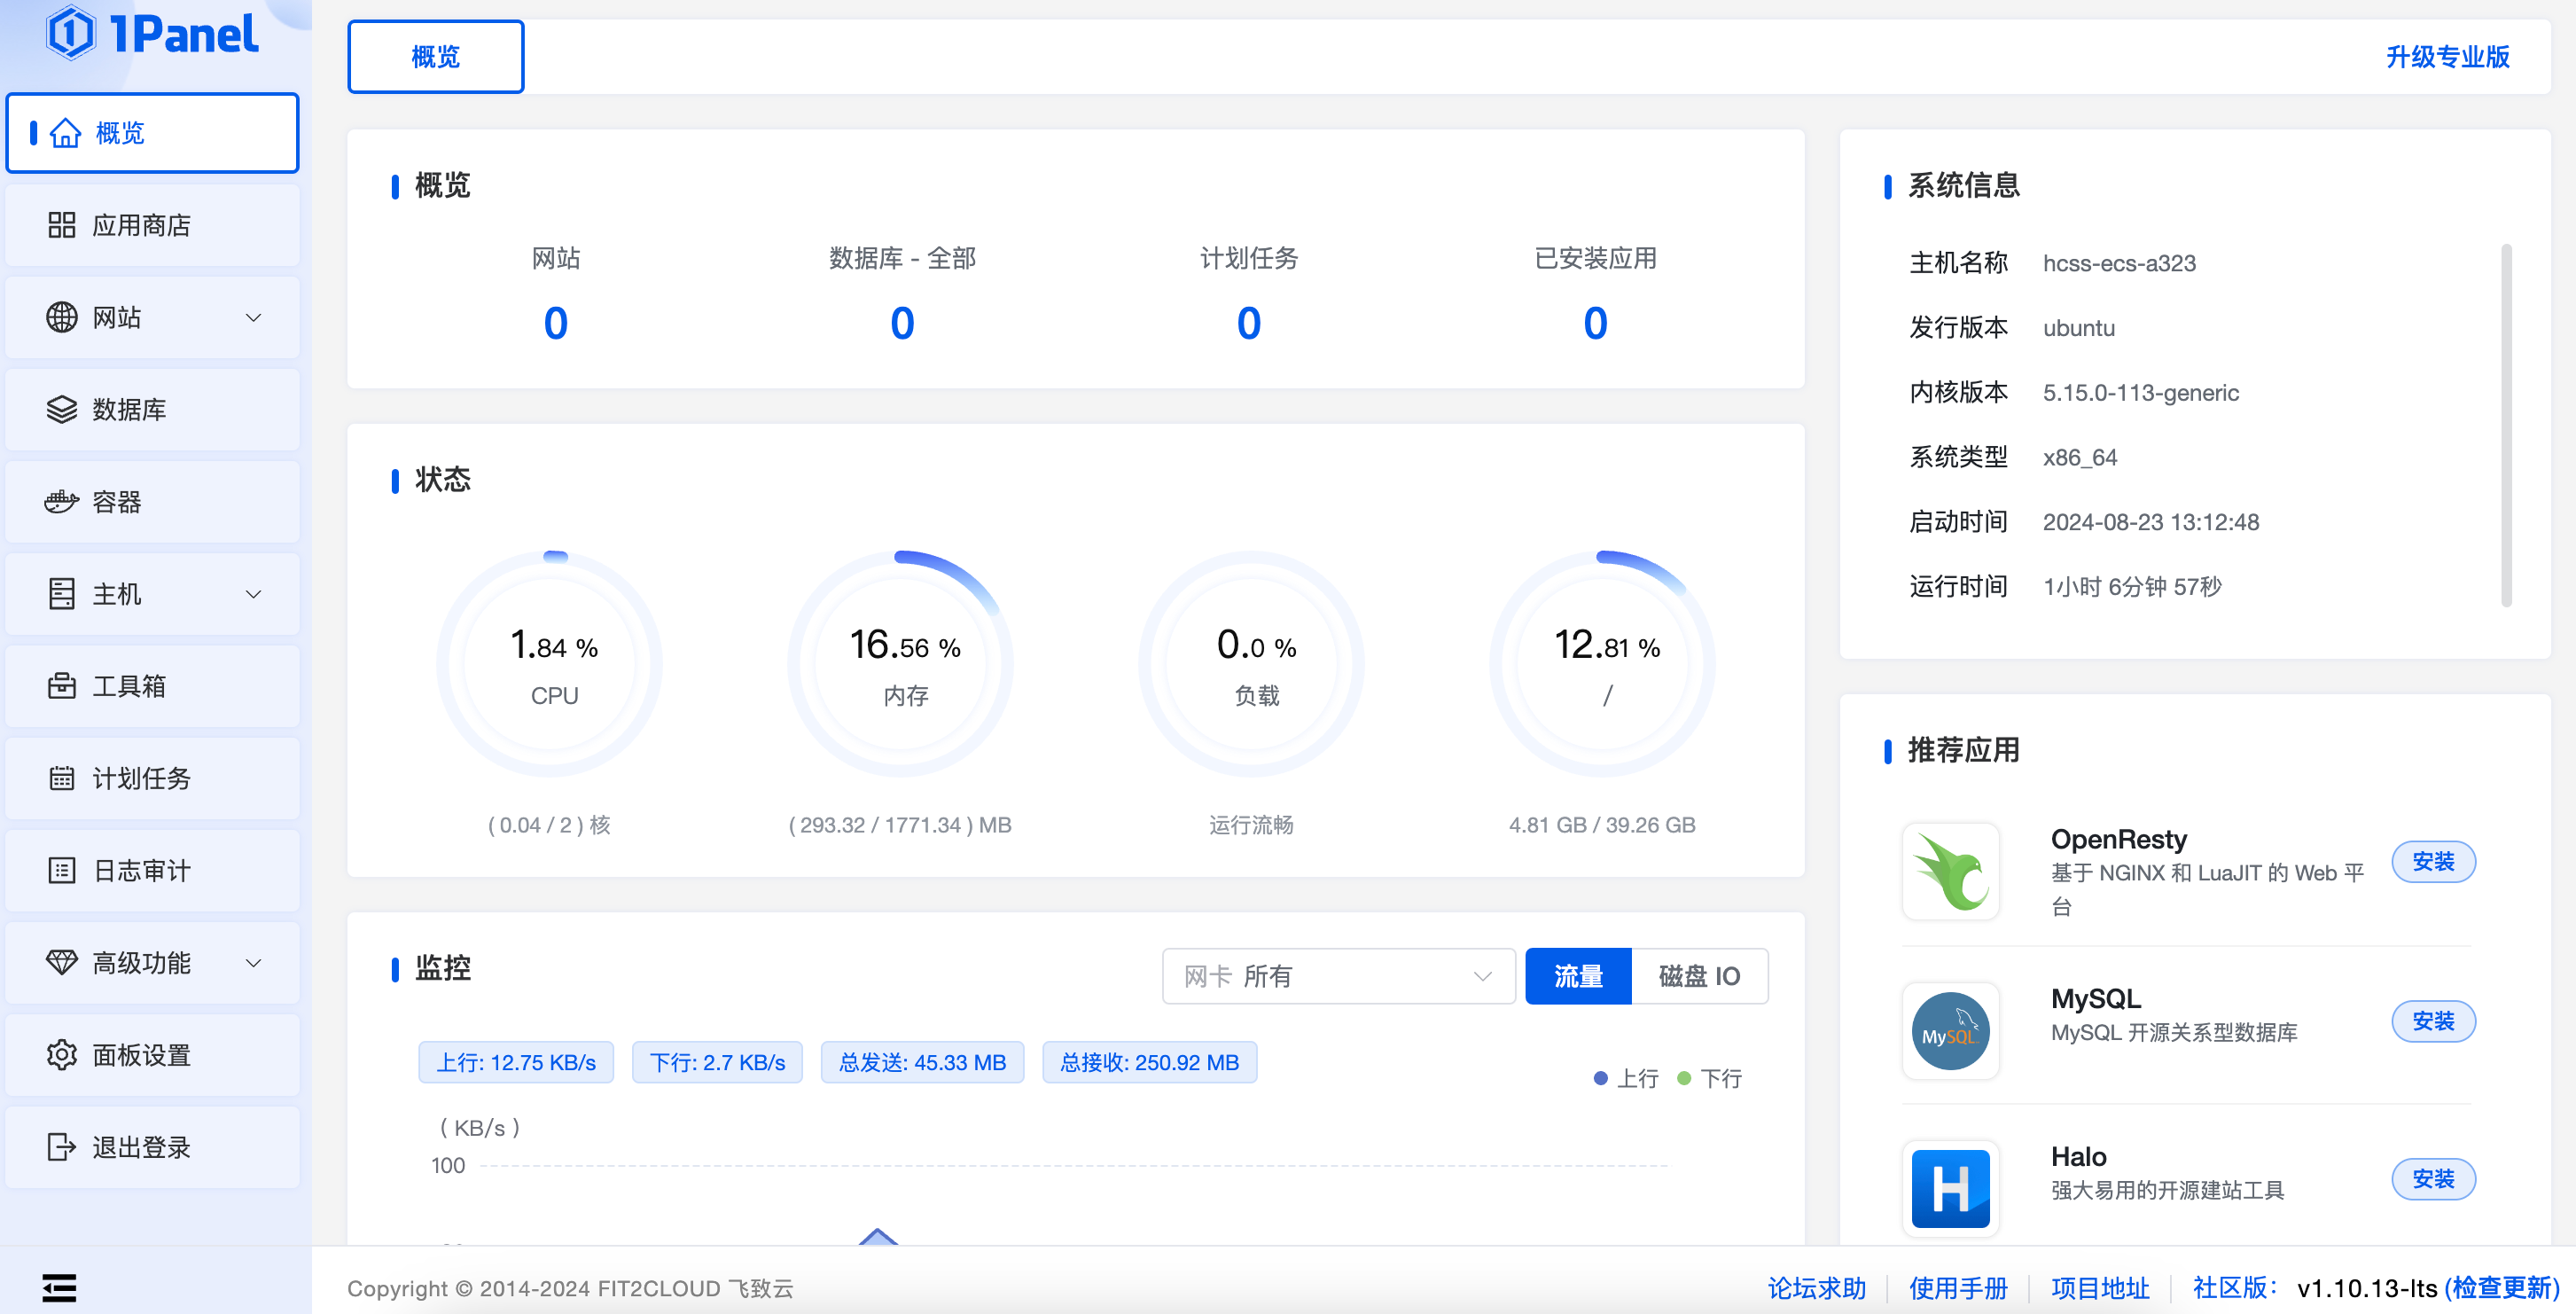 1Panel
概览
应用商店
网站
数据库
容器
主机
工具箱
计划任务
日志审计
高级功能
面板设置
退出登录
概览
升级专业版
概览
网站
数据库 - 全部
计划任务
已安装应用
0
0
0
0
状态
1.84 %
CPU
( 0.04 / 2 ) 核
16.56 %
内存
( 293.32 / 1771.34 ) MB
0.0 %
负载
运行流畅
12.81 %
/
4.81 GB / 39.26 GB
监控
网卡 所有
流量
磁盘 IO
上行: 12.75 KB/s
下行: 2.7 KB/s
总发送: 45.33 MB
总接收: 250.92 MB
上行
下行
( KB/s )
100
系统信息
主机名称 hcss-ecs-a323
发行版本 ubuntu
内核版本 5.15.0-113-generic
系统类型 x86_64
启动时间 2024-08-23 13:12:48
运行时间 1小时 6分钟 57秒
推荐应用
OpenResty
基于 NGINX 和 LuaJIT 的 Web 平
台
安装
MySQL
MySQL
MySQL 开源关系型数据库
安装
H
Halo
强大易用的开源建站工具
安装
Copyright © 2014-2024 FIT2CLOUD 飞致云
论坛求助
使用手册
项目地址
社区版: v1.10.13-lts (检查更新)